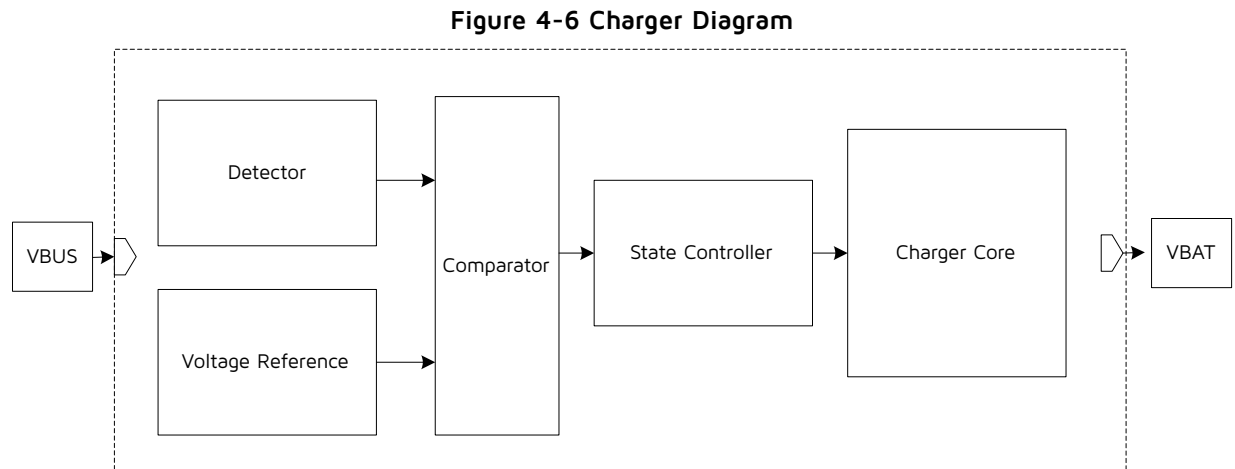 Figure 4-6 Charger Diagram
Detector
VBUS
Voltage Reference
Comparator
State Controller
Charger Core
VBAT